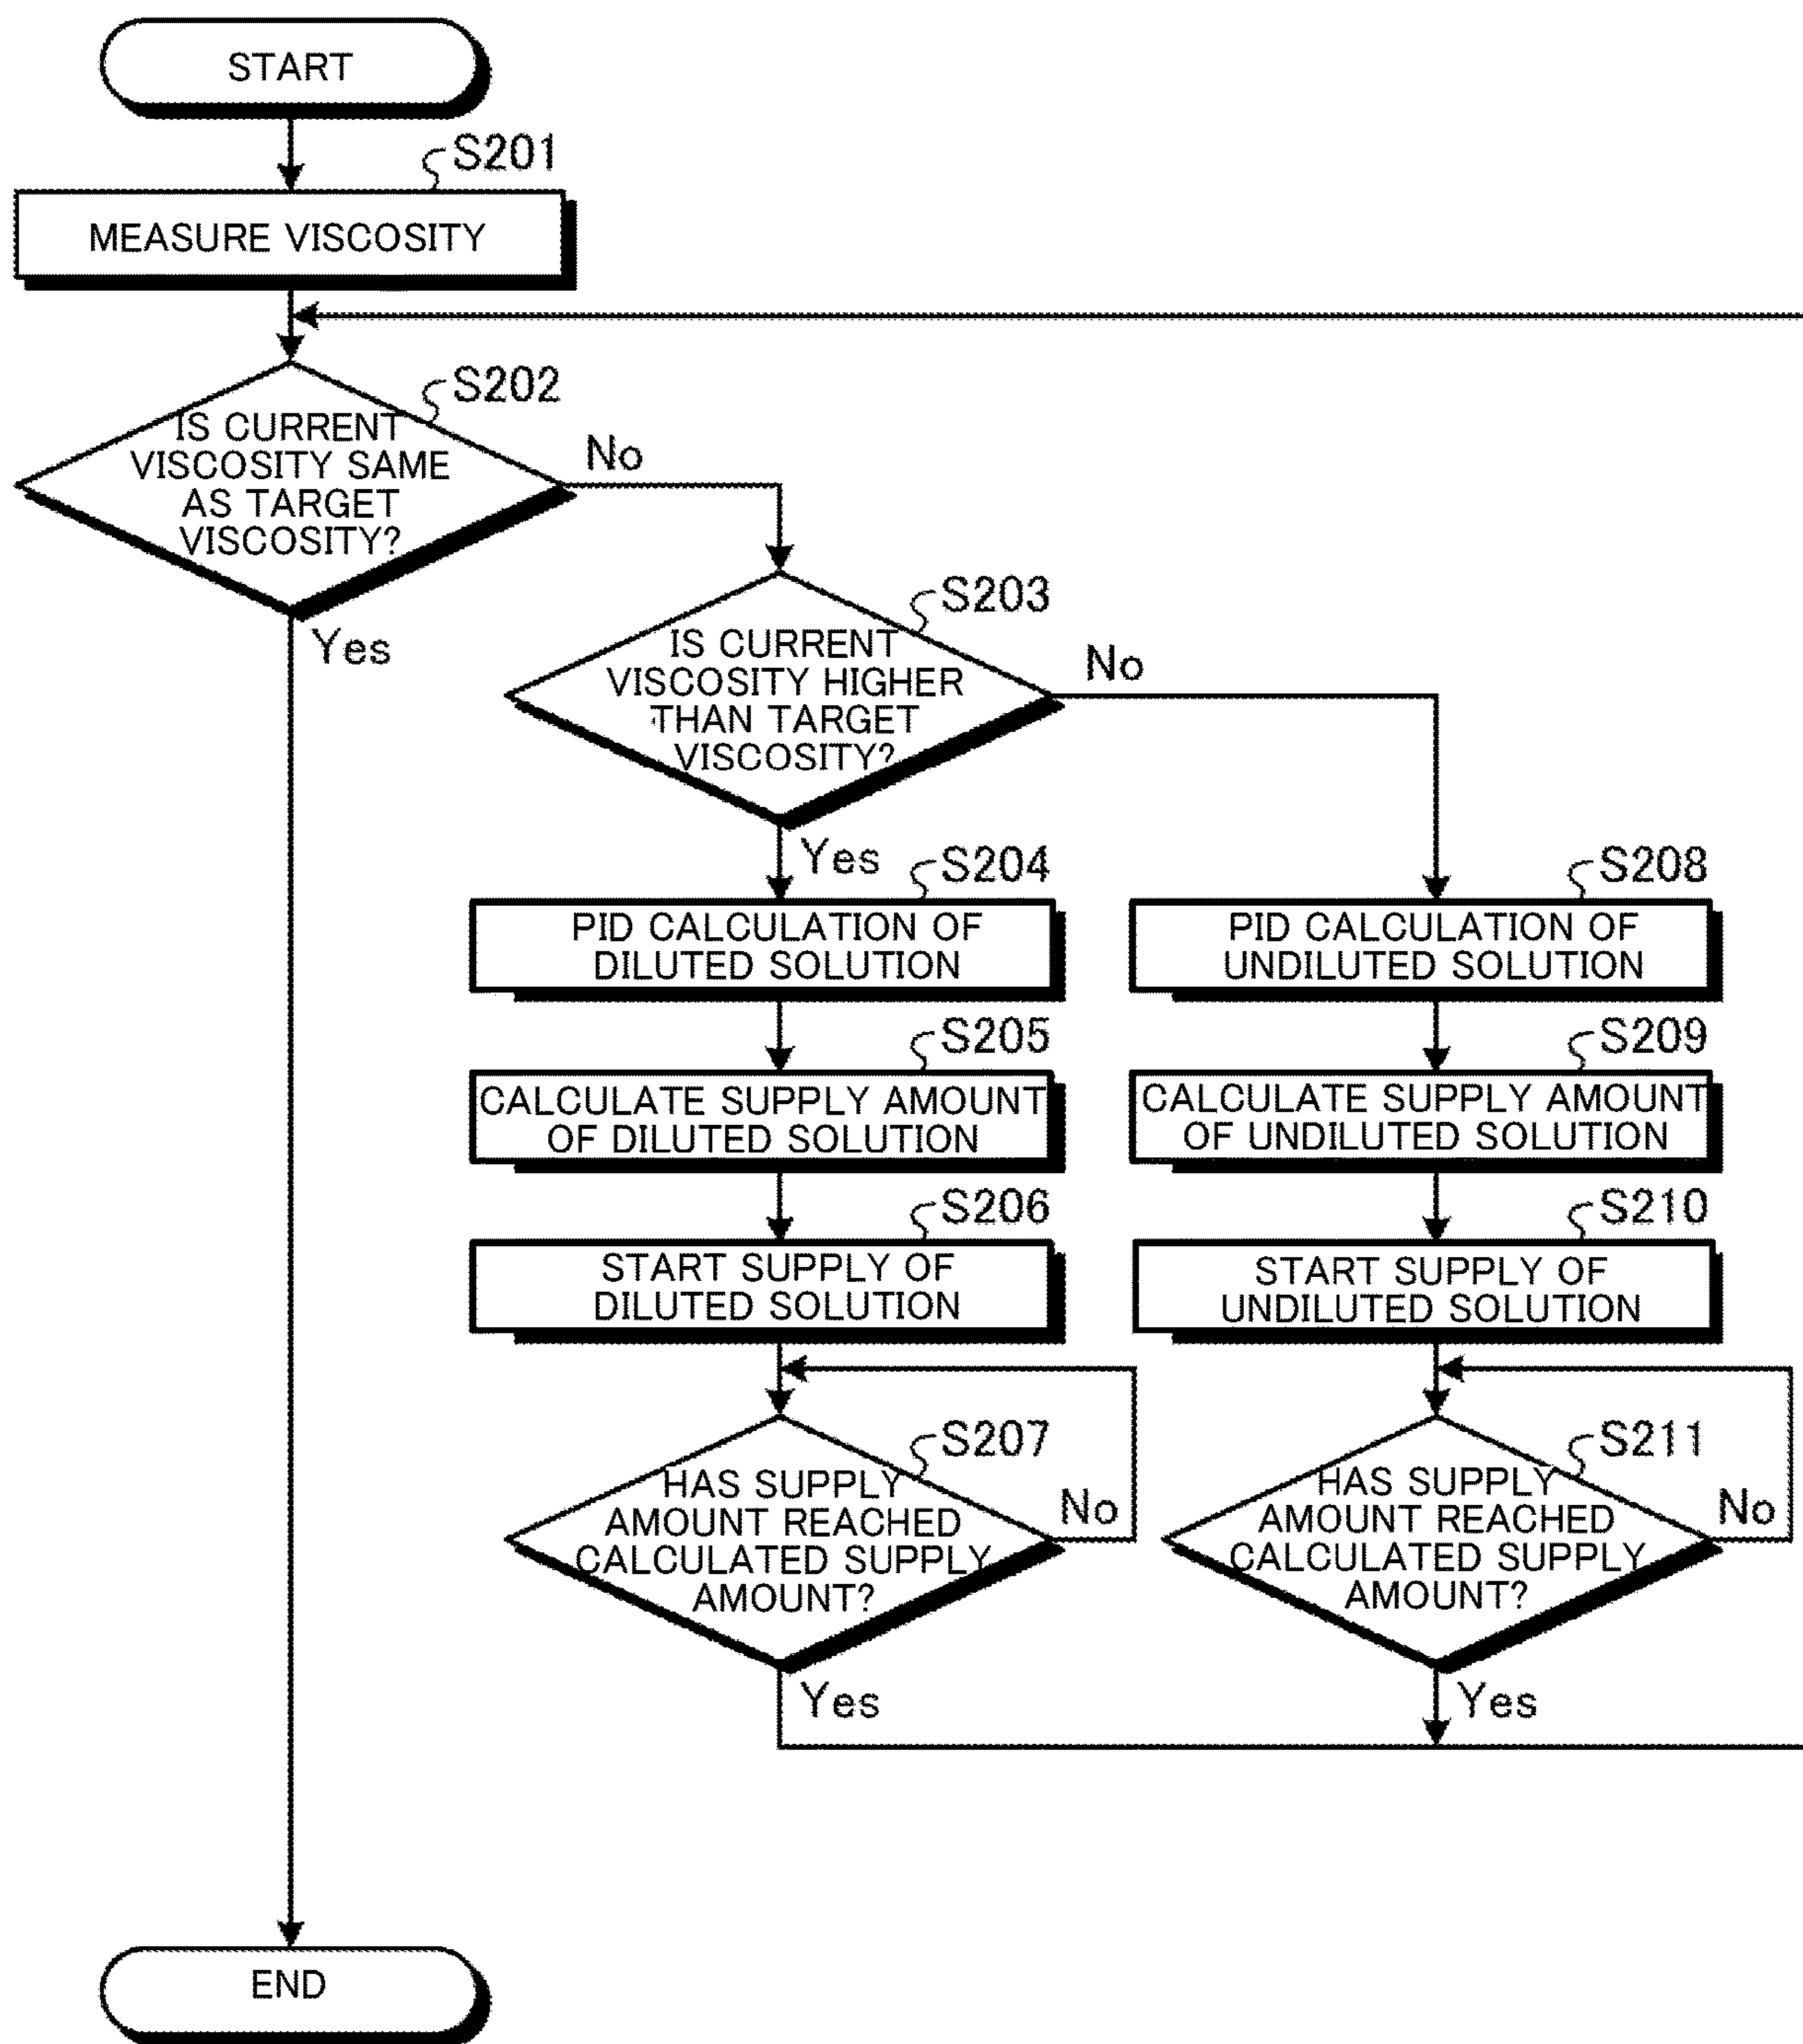 START
S201
MEASURE VISCOSITY
S202
IS CURRENT
VISCOSITY SAME
AS TARGET
VISCOSITY?
No
Yes
S203
IS CURRENT
VISCOSITY HIGHER
THAN TARGET
VISCOSITY?
No
Yes
S204
PID CALCULATION OF
DILUTED SOLUTION
S205
CALCULATE SUPPLY AMOUNT
OF DILUTED SOLUTION
S206
START SUPPLY OF
DILUTED SOLUTION
S207
HAS SUPPLY
AMOUNT REACHED
CALCULATED SUPPLY
AMOUNT?
No
Yes
S208
PID CALCULATION OF
UNDILUTED SOLUTION
S209
CALCULATE SUPPLY AMOUNT
OF UNDILUTED SOLUTION
S210
START SUPPLY OF
UNDILUTED SOLUTION
S211
HAS SUPPLY
AMOUNT REACHED
CALCULATED SUPPLY
AMOUNT?
No
Yes
END